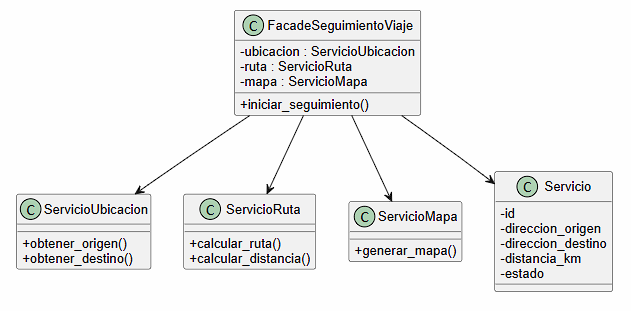 C FacadeSeguimientoViaje
-ubicacion : ServicioUbicacion
-ruta : ServicioRuta
-mapa : ServicioMapa
+iniciar_seguimiento()
C ServicioUbicacion
+obtener_origen()
+obtener_destino()
C ServicioRuta
+calcular_ruta()
+calcular_distancia()
C ServicioMapa
+generar_mapa()
C Servicio
-id
-direccion_origen
-direccion_destino
-distancia_km
-estado